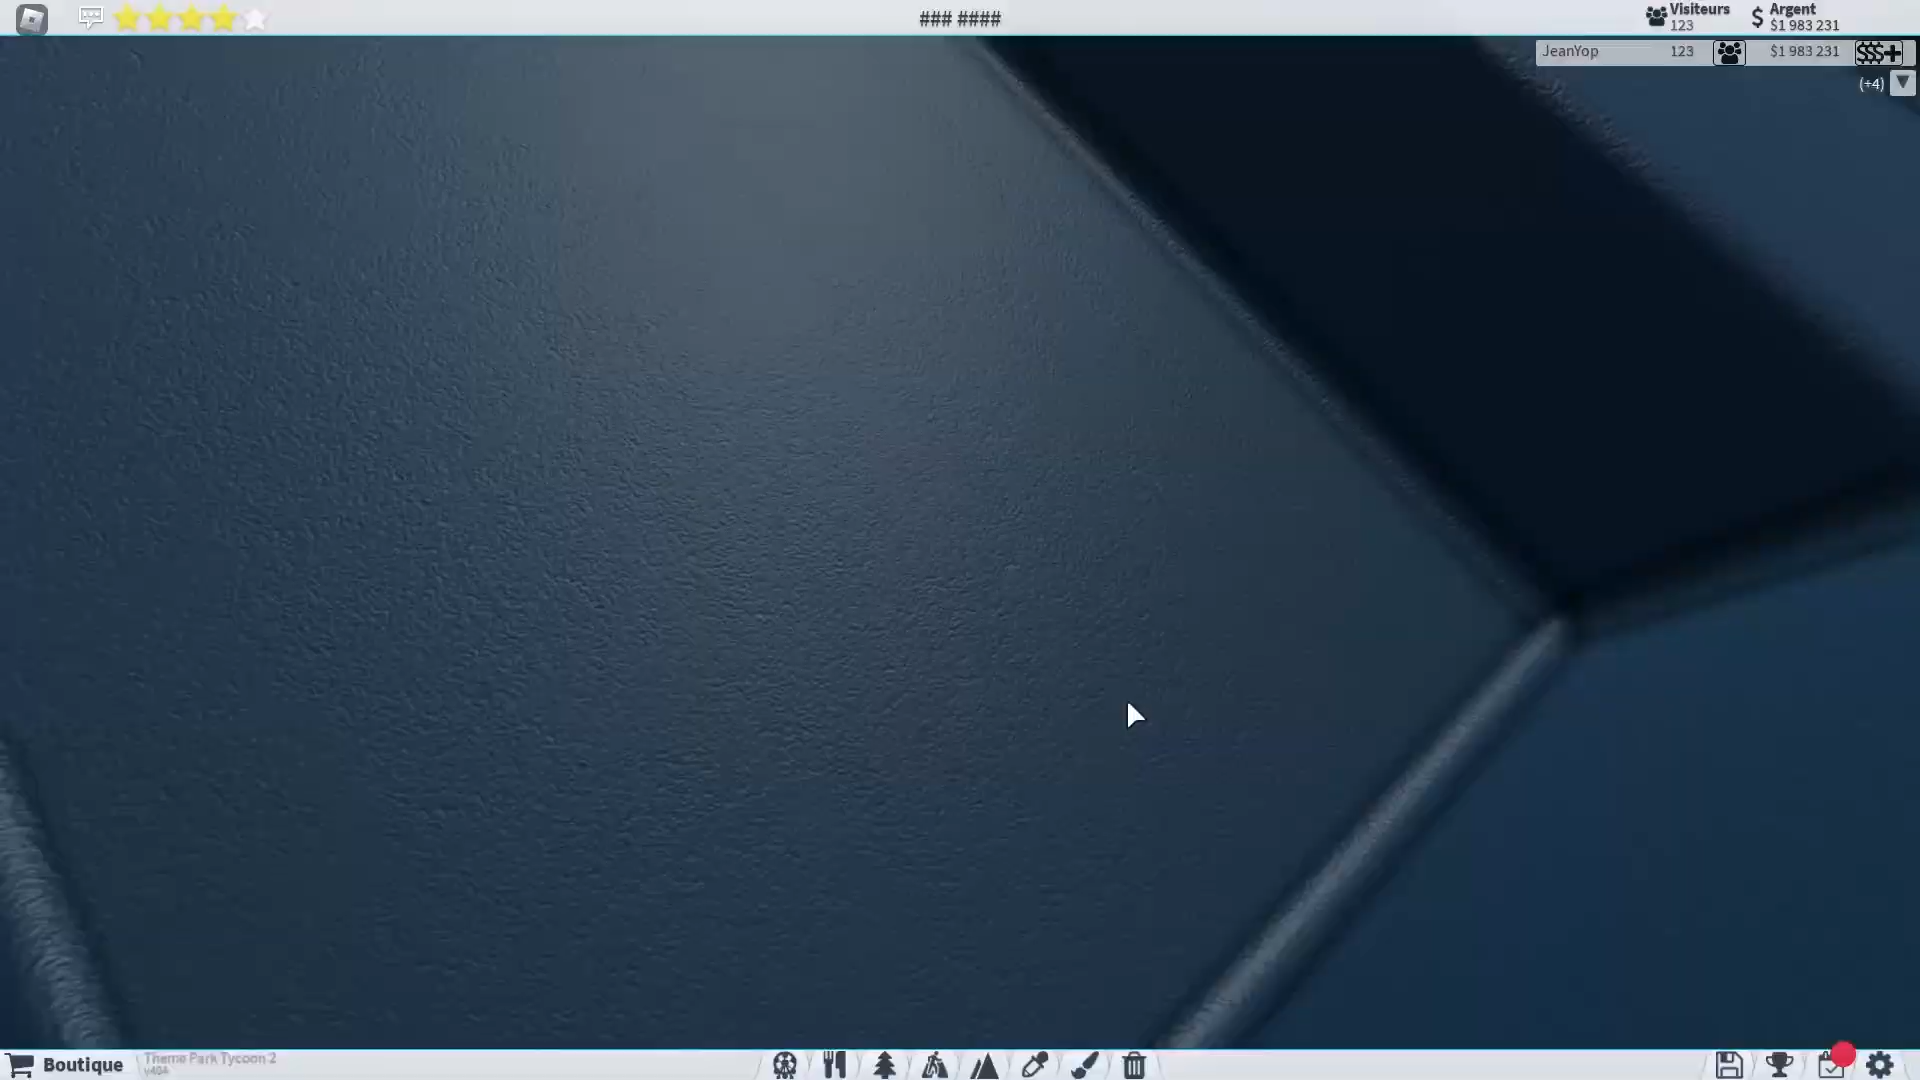 ### ####
Visiteurs
123
Argent
$1 983 231
JeanYop 123 $1 983 231
(+4)
Boutique
Theme Park Tycoon 2